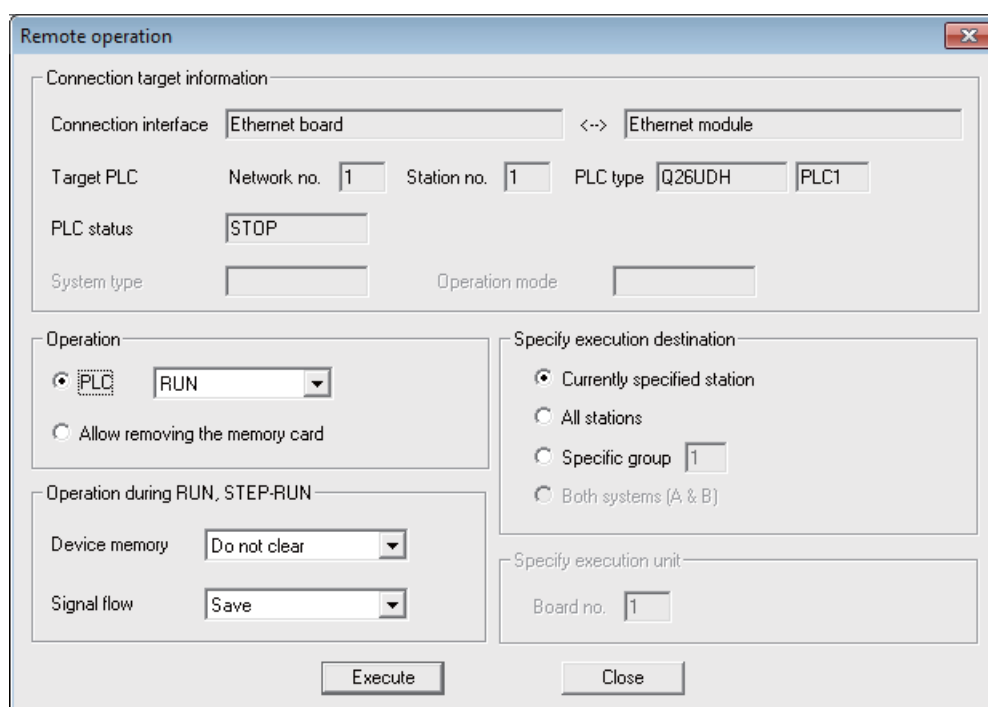 Remote operation
Connection target information
Connection interface Ethernet board <--> Ethernet module
Target PLC Network no. 1 Station no. 1 PLC type Q26UDH PLC1
PLC status STOP
System type Operation mode
Operation
PLC RUN
Allow removing the memory card
Specify execution destination
Currently specified station
All stations
Specific group 1
Both systems (A & B)
Operation during RUN, STEP-RUN
Device memory Do not clear
Signal flow Save
Specify execution unit
Board no. 1
Execute Close